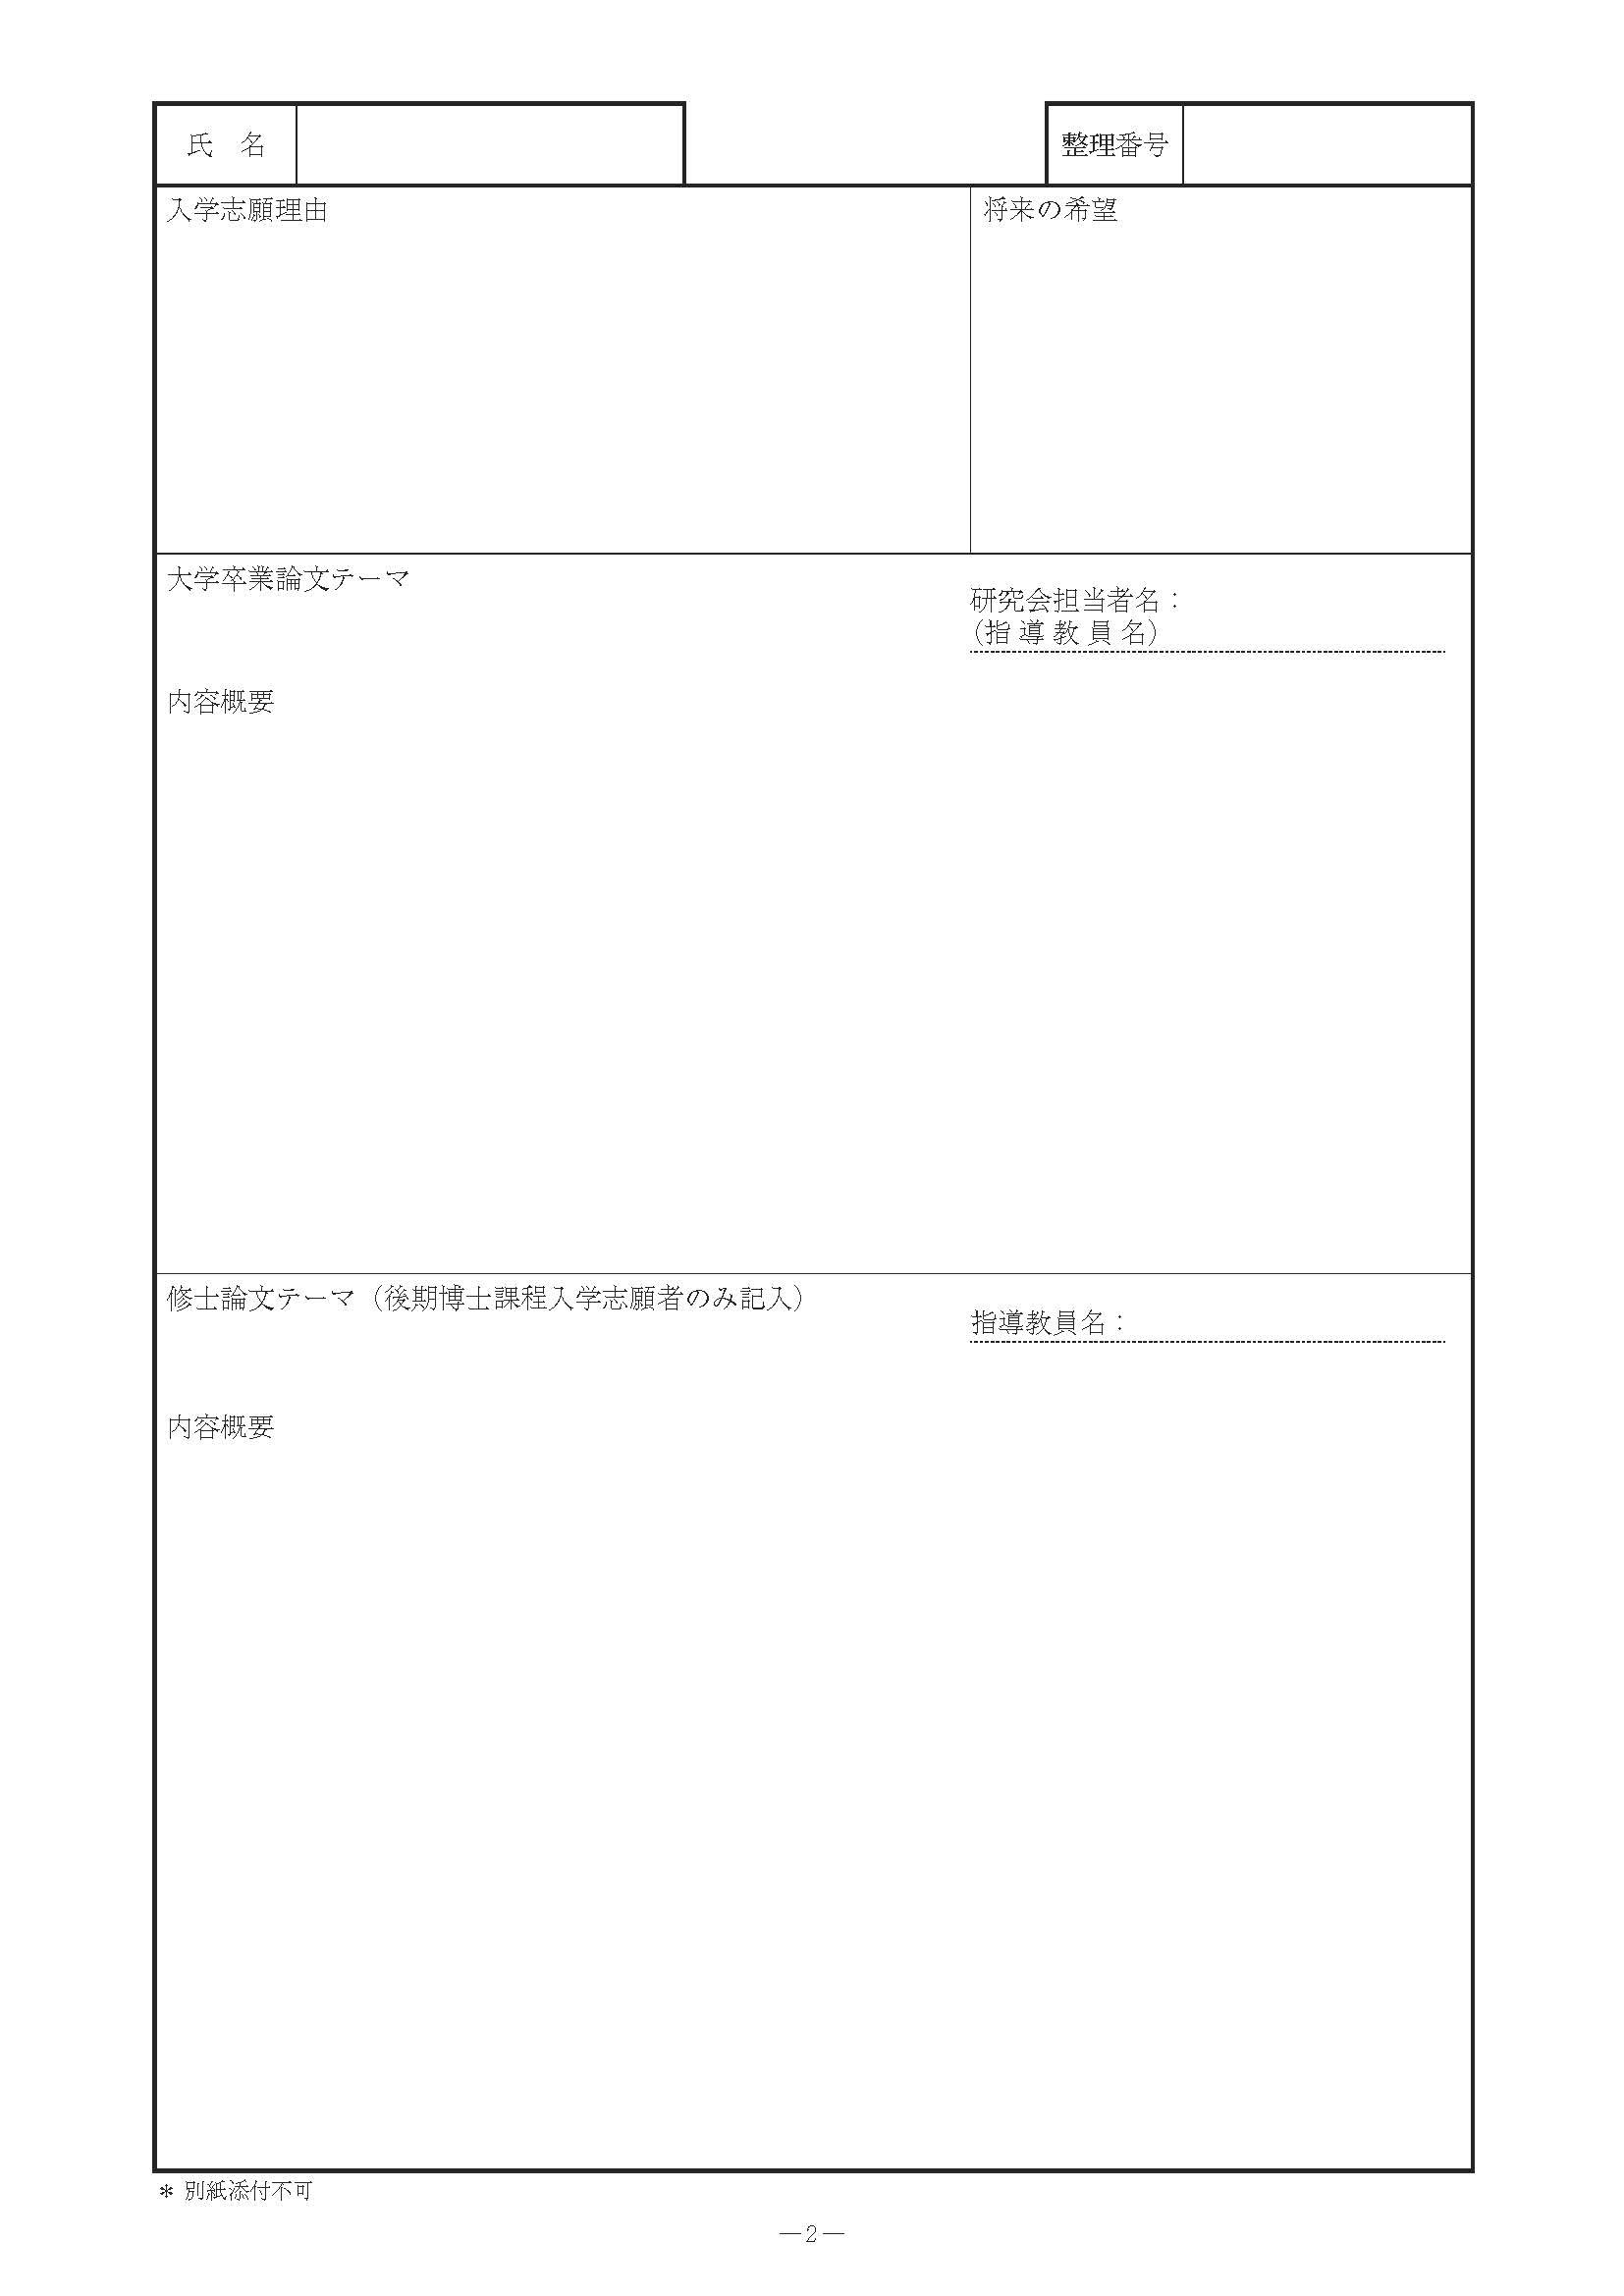 氏　名
整理番号
入学志願理由
将来の希望
大学卒業論文テーマ
研究会担当者名：
（指 導 教 員 名）
内容概要
修士論文テーマ（後期博士課程入学志願者のみ記入）
指導教員名：
内容概要
＊ 別紙添付不可
―2―